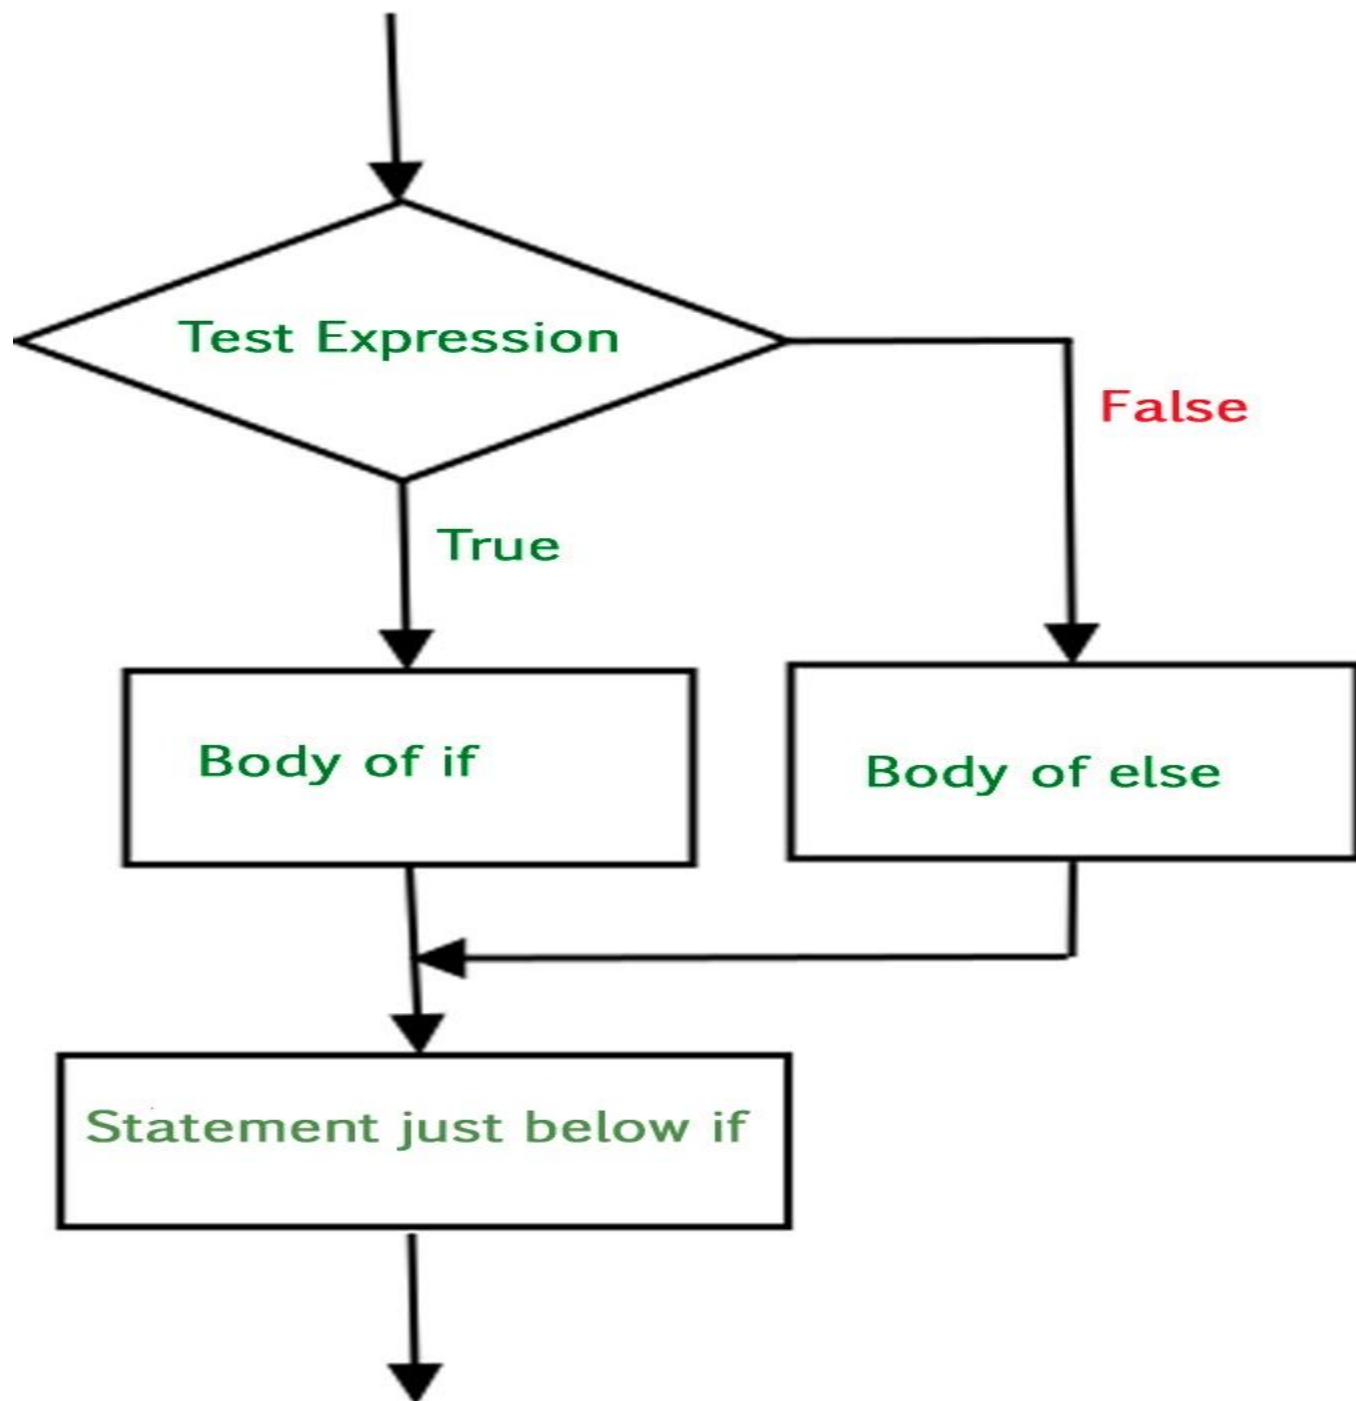 Test Expression
False
True
Body of if
Body of else
Statement just below if